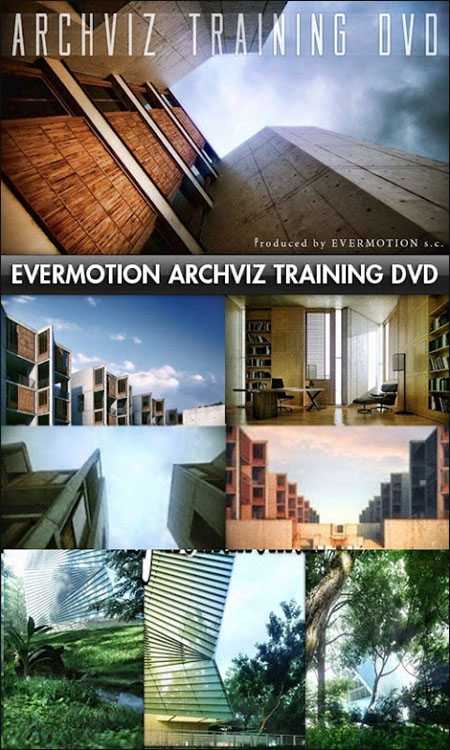 ARCHVIZ TRAINING DVD
Produced by EVERMOTION s.c.
EVERMOTION ARCHVIZ TRAINING DVD